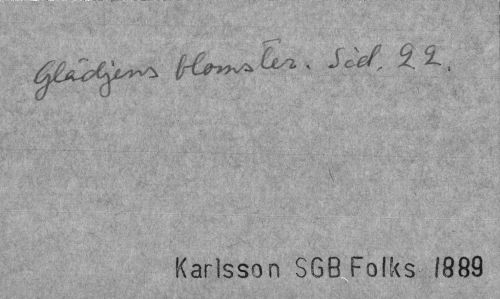 Glädjens blomster. Sid. 22.
Karlsson SGB Folks 1889